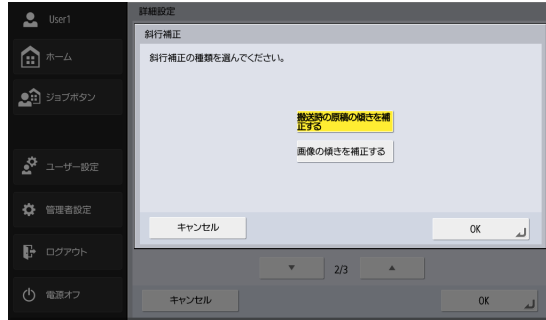 User1
ホーム
ジョブボタン
ユーザー設定
管理者設定
ログアウト
電源オフ
詳細設定
斜行補正
斜行補正の種類を選んでください。
搬送時の原稿の傾きを補
正する
画像の傾きを補正する
キャンセル
OK
2/3
キャンセル
OK